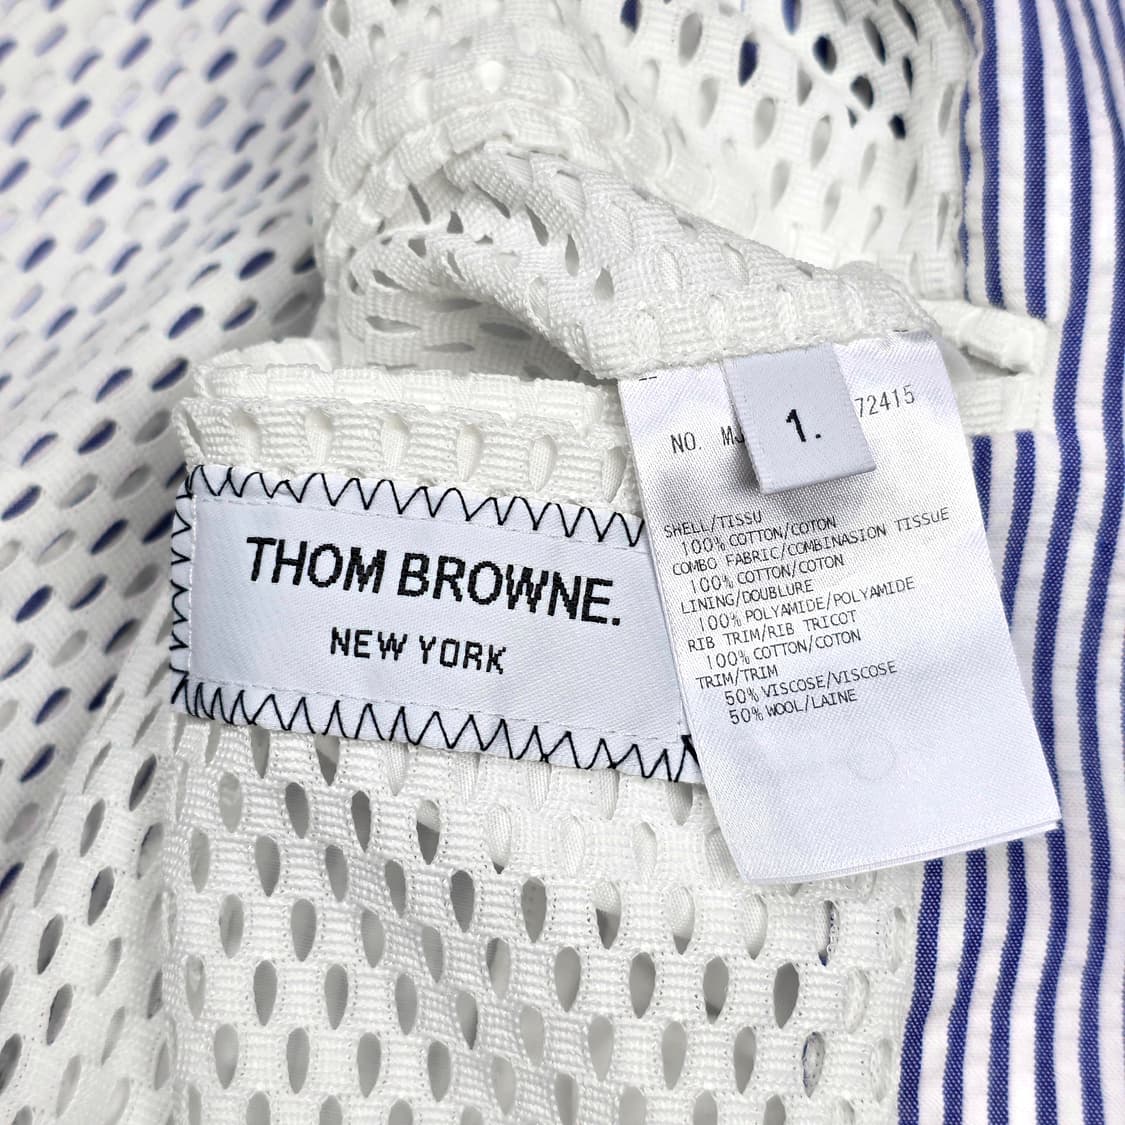 THOM BROWNE.
NEW YORK
1.
NO. MJ 72415
SHELL/TISSU
100% COTTON/COTON
COMBO FABRIC/COMBINASION TISSUE
100% COTTON/COTON
LINING/DOUBLURE
100% POLYAMIDE/POLYAMIDE
RIB TRIM/RIB TRICOT
100% COTTON/COTON
TRIM/TRIM
50% VISCOSE/VISCOSE
50% WOOL/LAINE